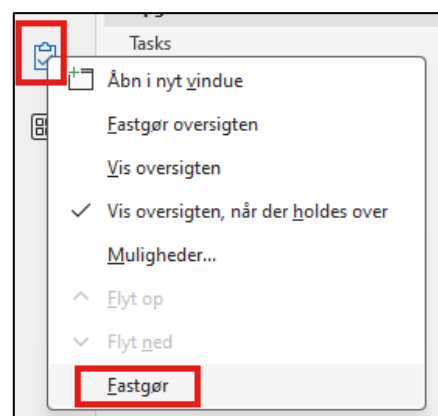 Tasks
Åbn i nyt vindue
Fastgør oversigten
Vis oversigten
Vis oversigten, når der holdes over
Muligheder...
Flyt op
Flyt ned
Fastgør